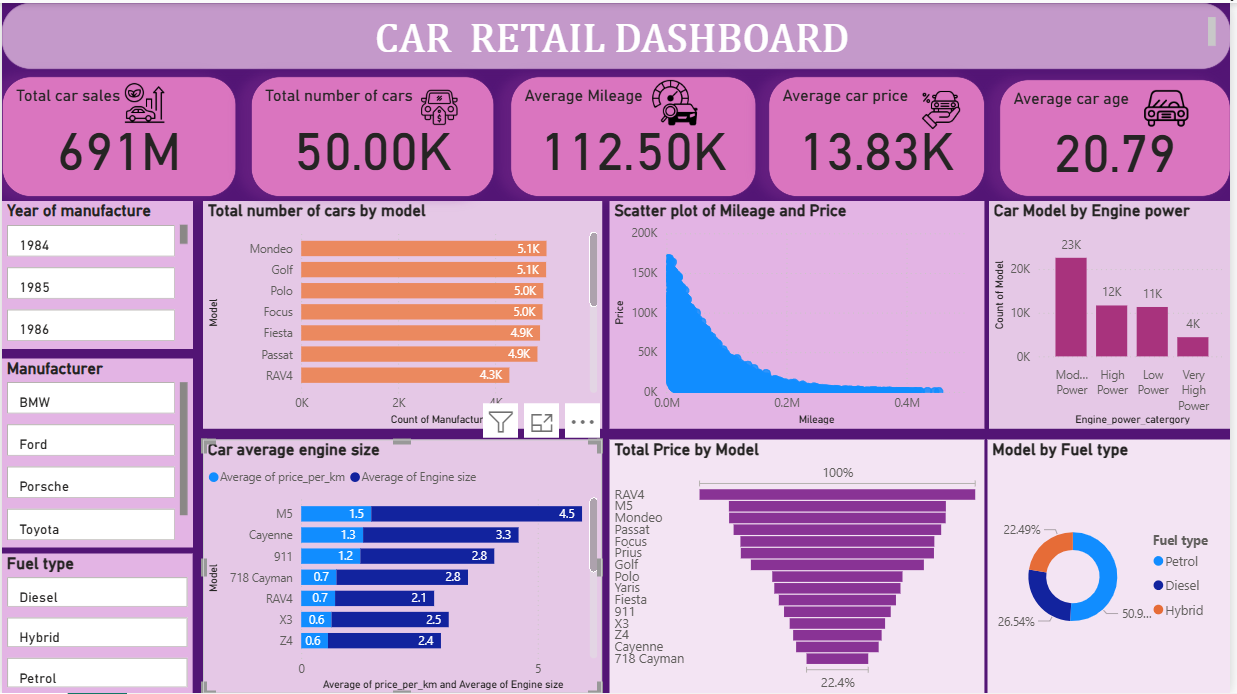 CAR RETAIL DASHBOARD
Total car sales
691M
Total number of cars
50.00K
Average Mileage
112.50K
Average car price
13.83K
Average car age
20.79
Year of manufacture
1984
1985
1986
Manufacturer
BMW
Ford
Porsche
Toyota
Fuel type
Diesel
Hybrid
Petrol
Total number of cars by model
Model
Mondeo 5.1K
Golf 5.1K
Polo 5.0K
Focus 5.0K
Fiesta 4.9K
Passat 4.9K
RAV4 4.3K
0K 2K 4K
Count of Manufactur
Scatter plot of Mileage and Price
Price
200K
150K
100K
50K
0K
0.0M 0.2M 0.4M
Mileage
Car Model by Engine power
Count of Model
20K
10K
0K
23K 12K 11K 4K
Mod... High Low Very
Power Power Power High
Power
Engine_power_catergory
Car average engine size
Average of price_per_km Average of Engine size
Model
M5 1.5 4.5
Cayenne 1.3 3.3
911 1.2 2.8
718 Cayman 0.7 2.8
RAV4 0.7 2.1
X3 0.6 2.5
Z4 0.6 2.4
0 5
Average of price_per_km and Average of Engine size
Total Price by Model
100%
RAV4
M5
Mondeo
Passat
Focus
Prius
Golf
Polo
Yaris
Fiesta
911
X3
Z4
Cayenne
718 Cayman
22.4%
Model by Fuel type
22.49%
26.54%
50.9...
Fuel type
Petrol
Diesel
Hybrid